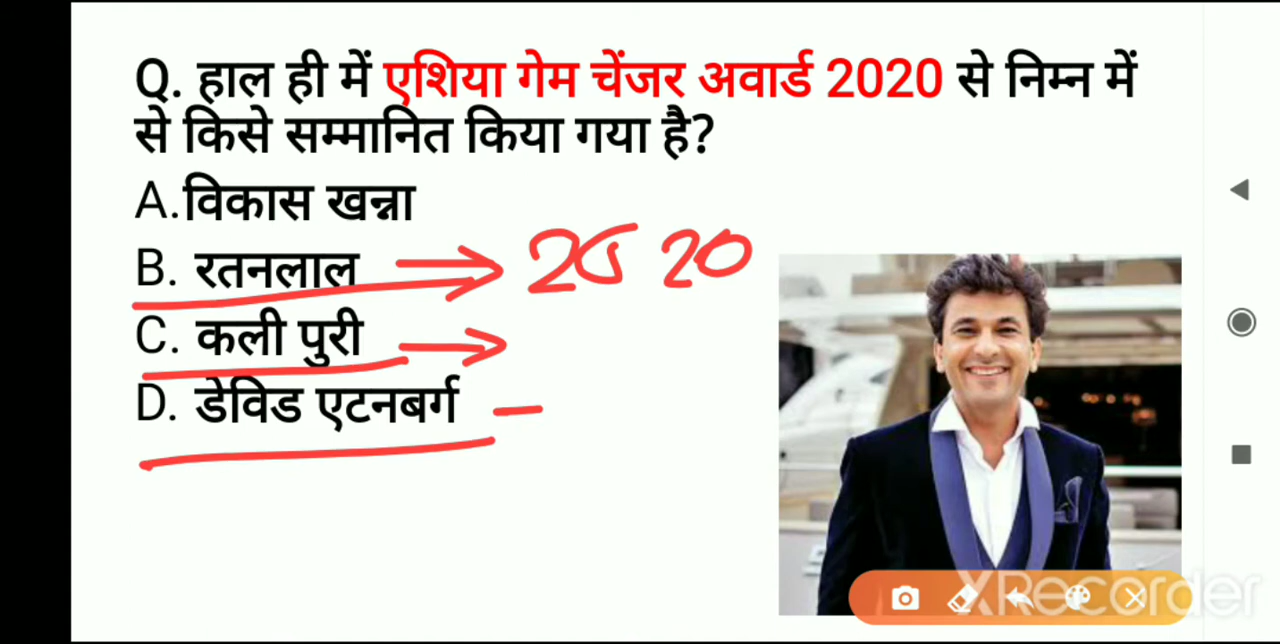 Q. हाल ही में एशिया गेम चेंजर अवार्ड 2020 से निम्न में
से किसे सम्मानित किया गया है?
A.विकास खन्ना
B. रतनलाल
2020
C. कली पुरी
D. डेविड एटनबर्ग
XRecorder